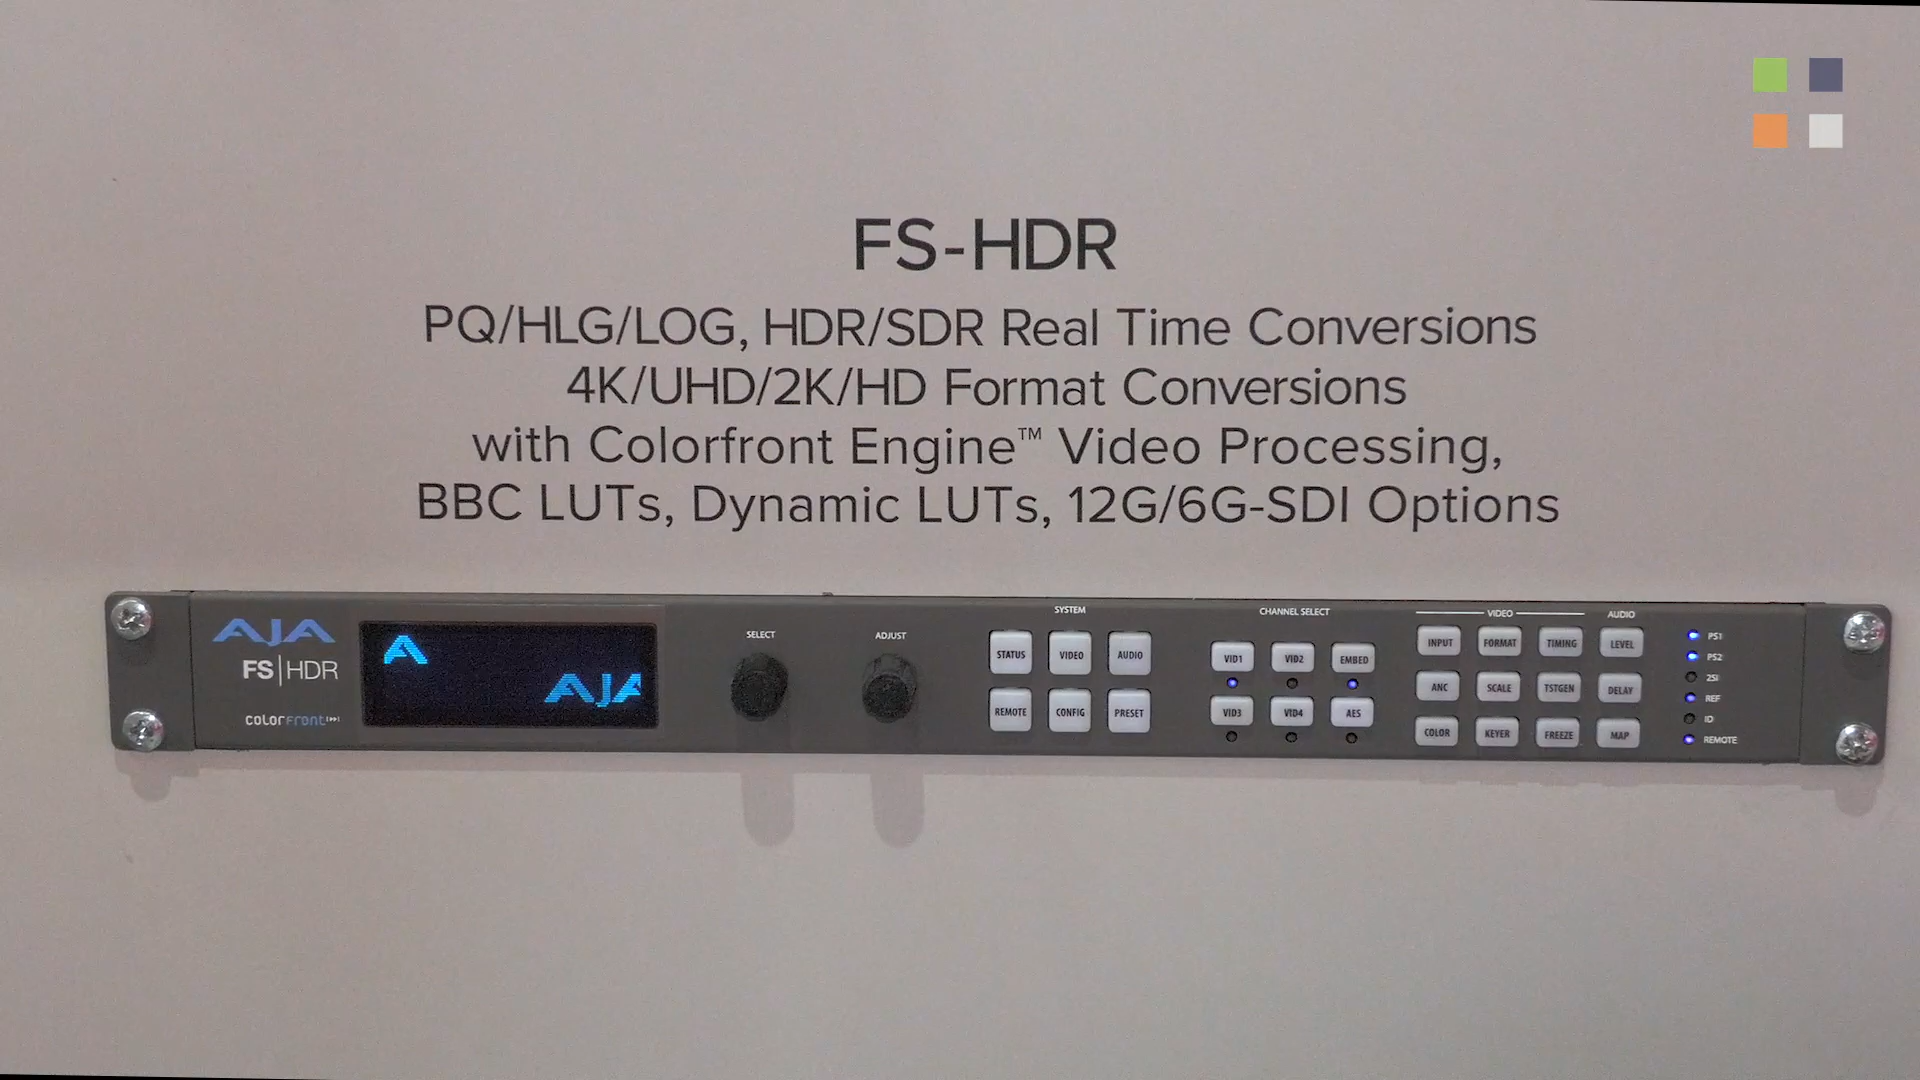 FS-HDR
PQ/HLG/LOG, HDR/SDR Real Time Conversions
4K/UHD/2K/HD Format Conversions
with Colorfront Engine™ Video Processing,
BBC LUTs, Dynamic LUTs, 12G/6G-SDI Options
AJA
FS|HDR
colorfront
A
AJA
SELECT
ADJUST
SYSTEM
STATUS VIDEO AUDIO
REMOTE CONFIG PRESET
CHANNEL SELECT
VID1 VID2 EMBED
VID3 VID4 AES
VIDEO AUDIO
INPUT FORMAT TIMING LEVEL
ANC SCALE TSTGEN DELAY
COLOR KEYER FREEZE MAP
PS1
PS2
2SI
REF
ID
REMOTE